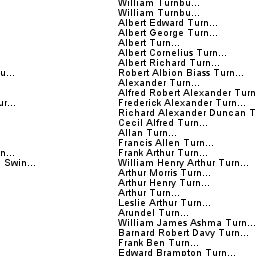 William Turnbu...
William Turnbu...
Albert Edward Turn...
Albert George Turn...
Albert Turn...
Albert Cornelius Turn...
Albert Richard Turn...
u...
Robert Albion Biass Turn...
Alexander Turn...
Alfred Robert Alexander Turn
ur...
Frederick Alexander Turn...
Richard Alexander Duncan T
Cecil Alfred Turn...
Allan Turn...
Francis Allen Turn...
n...
Frank Arthur Turn...
Swin...
William Henry Arthur Turn...
Arthur Morris Turn...
Arthur Henry Turn...
Arthur Turn...
Leslie Arthur Turn...
Arundel Turn...
William James Ashma Turn...
Barnard Robert Davy Turn...
Frank Ben Turn...
Edward Brampton Turn...